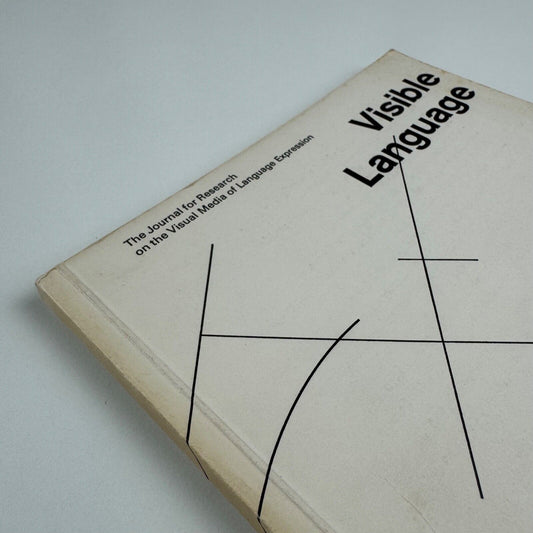 The Journal for Research
on the Visual Media of Language Expression
Visible
Language